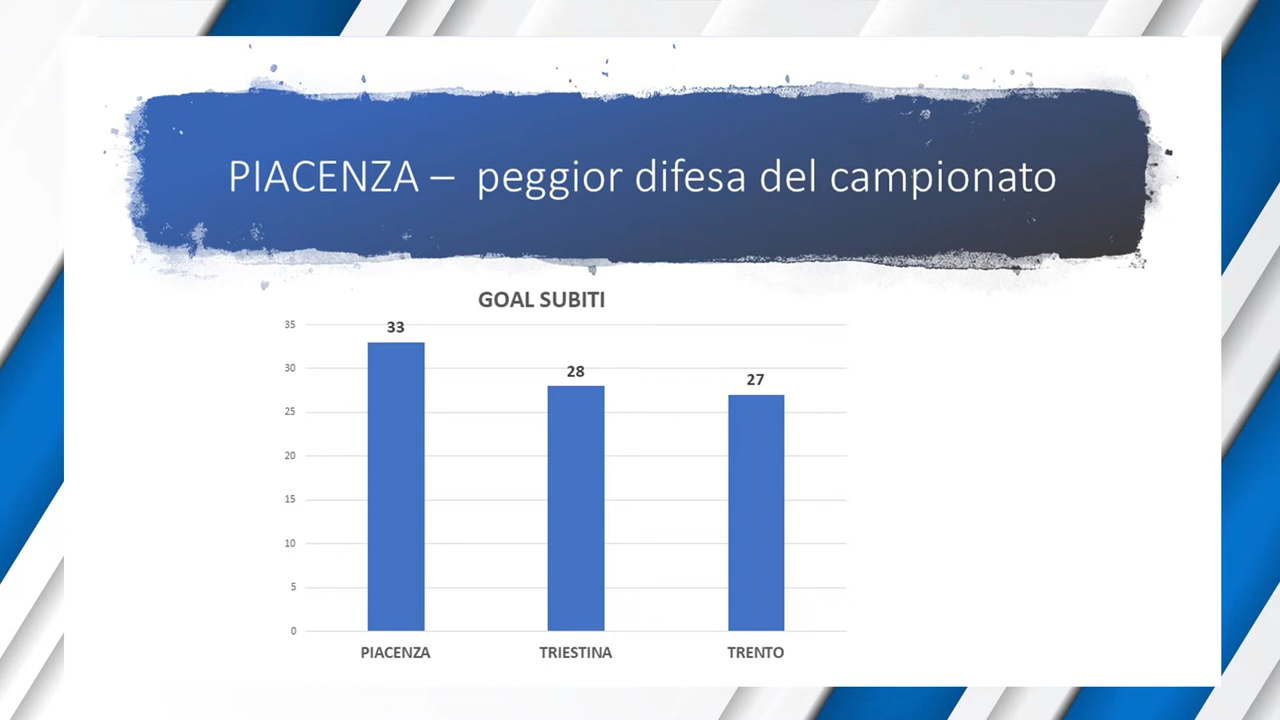 PIACENZA – peggior difesa del campionato
GOAL SUBITI
35
30
25
20
15
10
5
0
33
28
27
PIACENZA
TRIESTINA
TRENTO